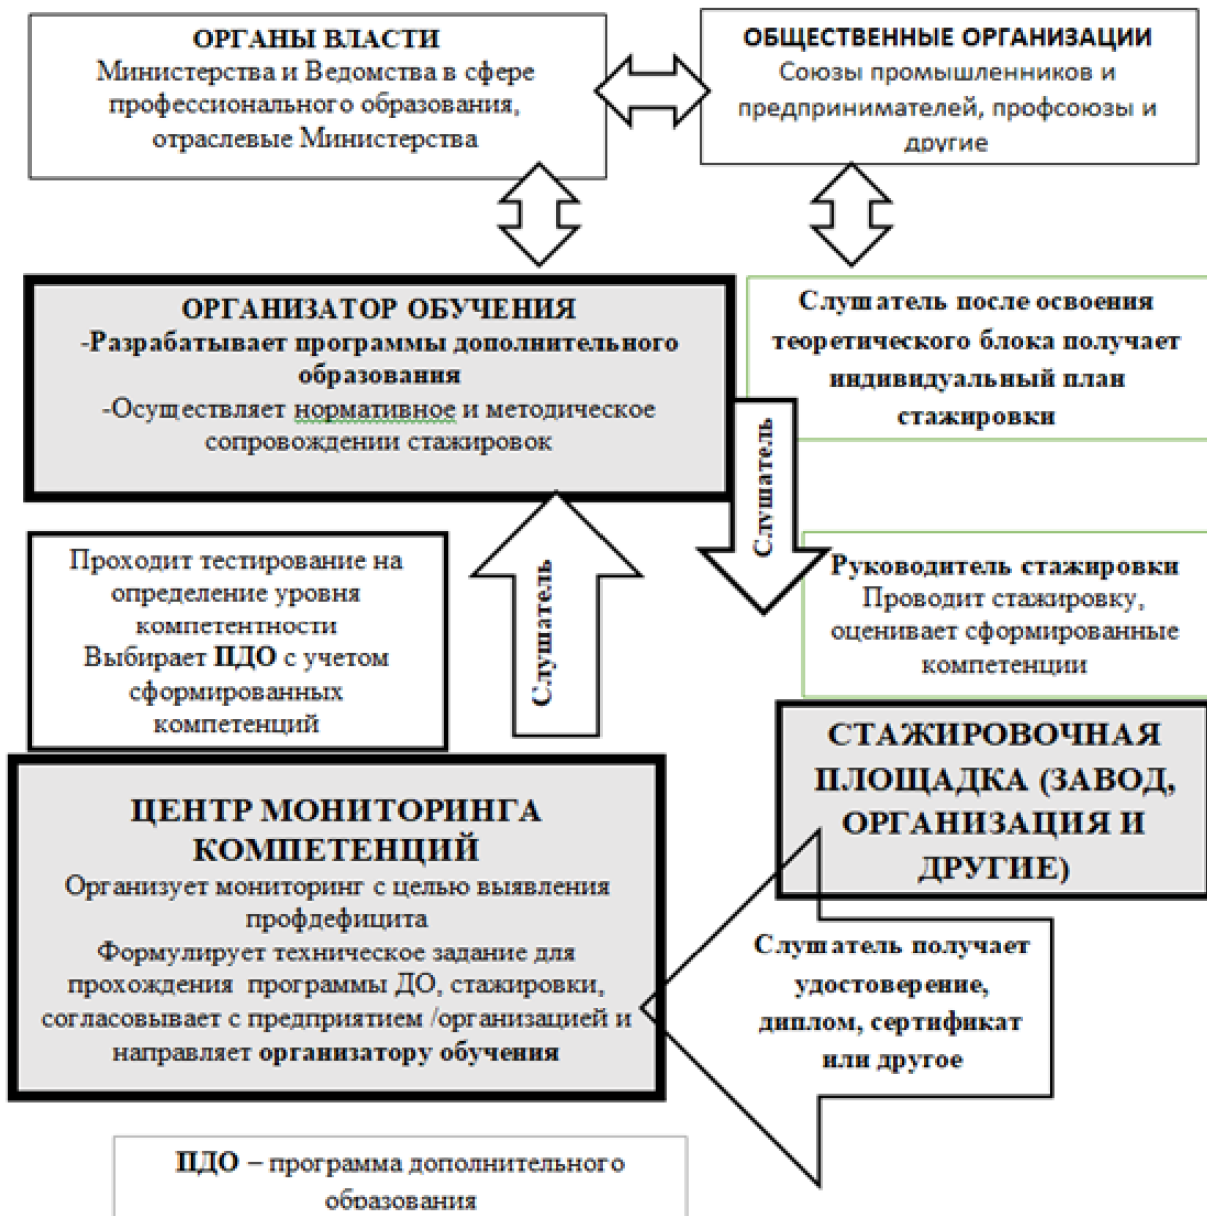 ОРГАНЫ ВЛАСТИ
Министерства и Ведомства в сфере
профессионального образования,
отраслевые Министерства
ОБЩЕСТВЕННЫЕ ОРГАНИЗАЦИИ
Союзы промышленников и
предпринимателей, профсоюзы и
другие
ОРГАНИЗАТОР ОБУЧЕНИЯ
-Разрабатывает программы дополнительного
образования
-Осуществляет нормативное и методическое
сопровождении стажировок
Слушатель после освоения
теоретического блока получает
индивидуальный план
стажировки
Слушатель
Слушатель
Проходит тестирование на
определение уровня
компетентности
Выбирает ПДО с учетом
сформированных
компетенций
Руководитель стажировки
Проводит стажировку,
оценивает сформированные
компетенции
СТАЖИРОВОЧНАЯ
ПЛОЩАДКА (ЗАВОД,
ОРГАНИЗАЦИЯ И
ДРУГИЕ)
ЦЕНТР МОНИТОРИНГА
КОМПЕТЕНЦИЙ
Организует мониторинг с целью выявления
профдефицита
Формулирует техническое задание для
прохождения программы ДО, стажировки,
согласовывает с предприятием /организацией и
направляет организатору обучения
Слушатель получает
удостоверение,
диплом, сертификат
или другое
ПДО – программа дополнительного
образования